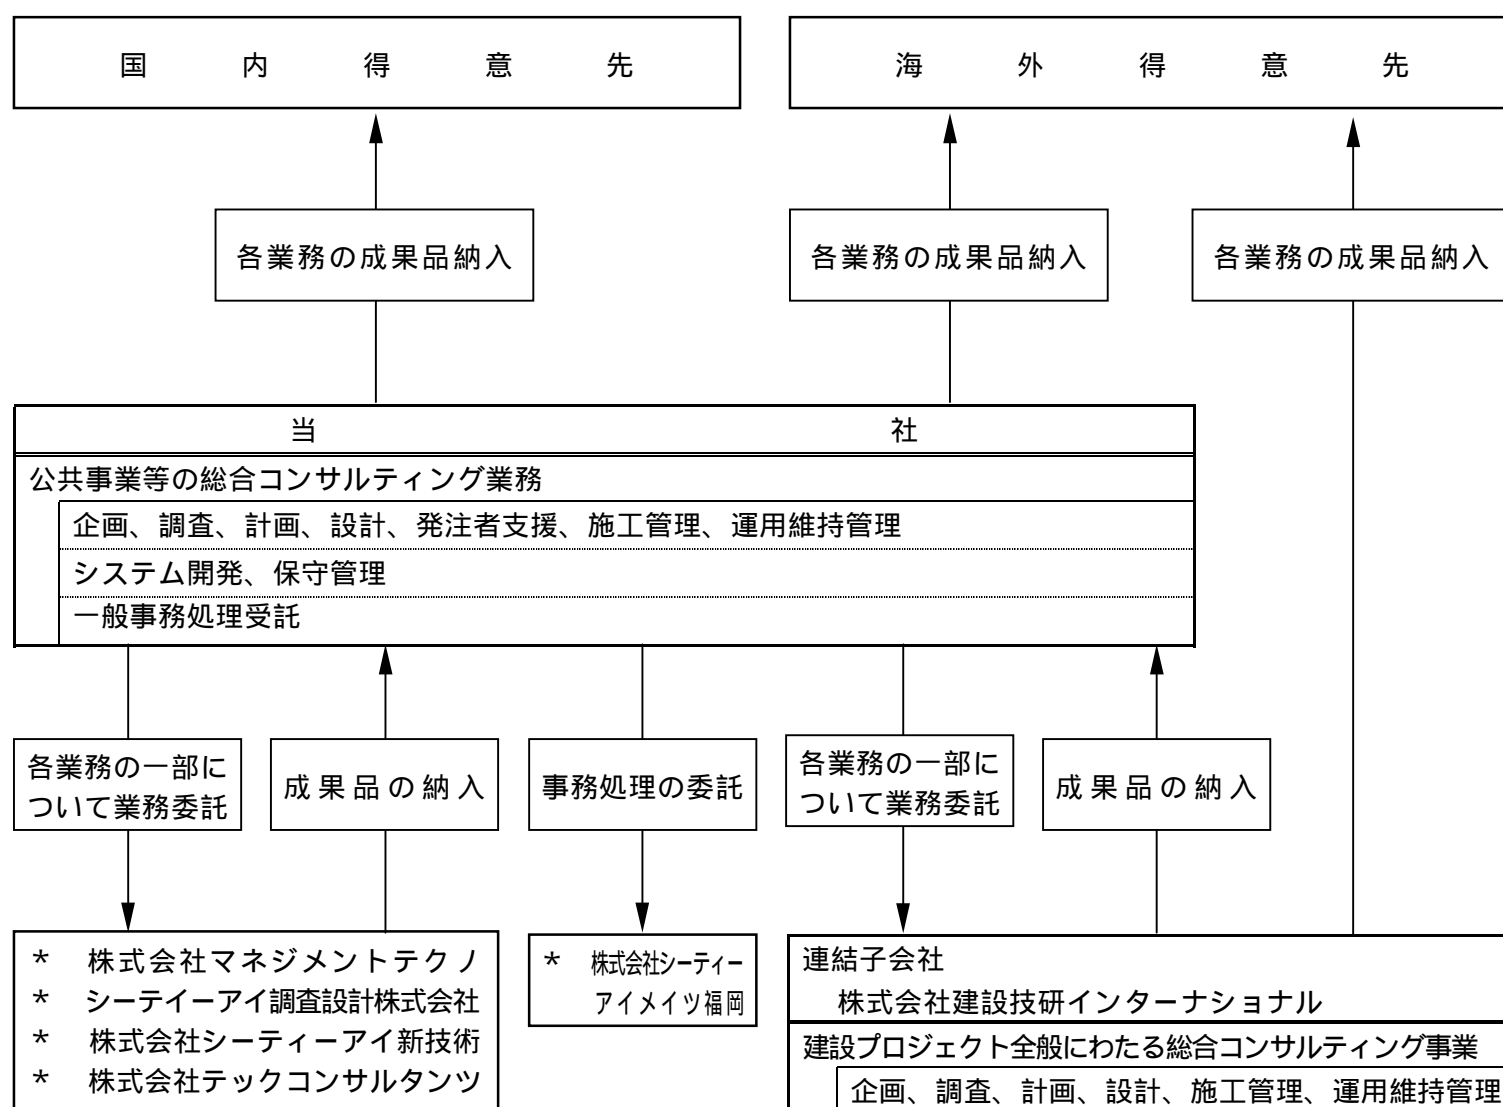 国内得意先
海外得意先
各業務の成果品納入
各業務の成果品納入
各業務の成果品納入
当社
公共事業等の総合コンサルティング業務
企画、調査、計画、設計、発注者支援、施工管理、運用維持管理
システム開発、保守管理
一般事務処理受託
各業務の一部に
ついて業務委託
成果品の納入
事務処理の委託
各業務の一部に
ついて業務委託
成果品の納入
* 株式会社マネジメントテクノ
* シーテイーアイ調査設計株式会社
* 株式会社シーティーアイ新技術
* 株式会社テックコンサルタンツ
* 株式会社シーティー
アイメイツ福岡
連結子会社
株式会社建設技研インターナショナル
建設プロジェクト全般にわたる総合コンサルティング事業
企画、調査、計画、設計、施工管理、運用維持管理